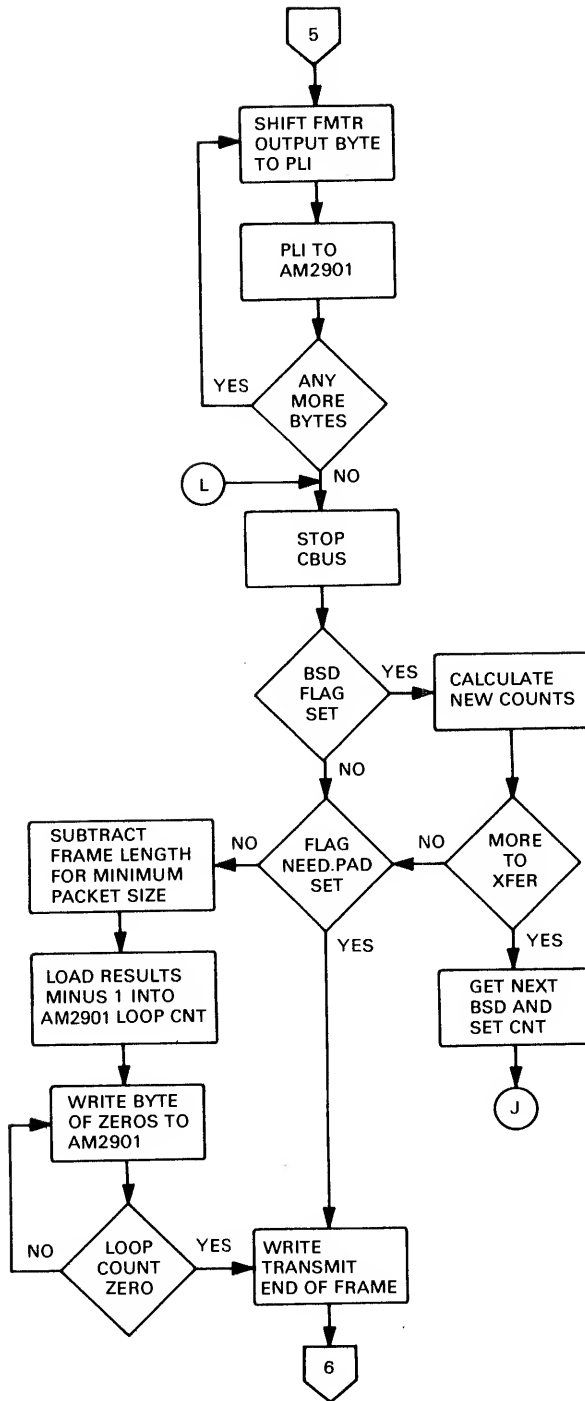 5
SHIFT FMTR
OUTPUT BYTE
TO PLI
PLI TO
AM2901
YES
ANY
MORE
BYTES
L
NO
STOP
CBUS
BSD
FLAG
SET
YES
CALCULATE
NEW COUNTS
NO
SUBTRACT
FRAME LENGTH
FOR MINIMUM
PACKET SIZE
NO
FLAG
NEED.PAD
SET
NO
MORE
TO
XFER
YES
YES
LOAD RESULTS
MINUS 1 INTO
AM2901 LOOP CNT
GET NEXT
BSD AND
SET CNT
J
WRITE BYTE
OF ZEROS TO
AM2901
NO
LOOP
COUNT
ZERO
YES
WRITE
TRANSMIT
END OF FRAME
6